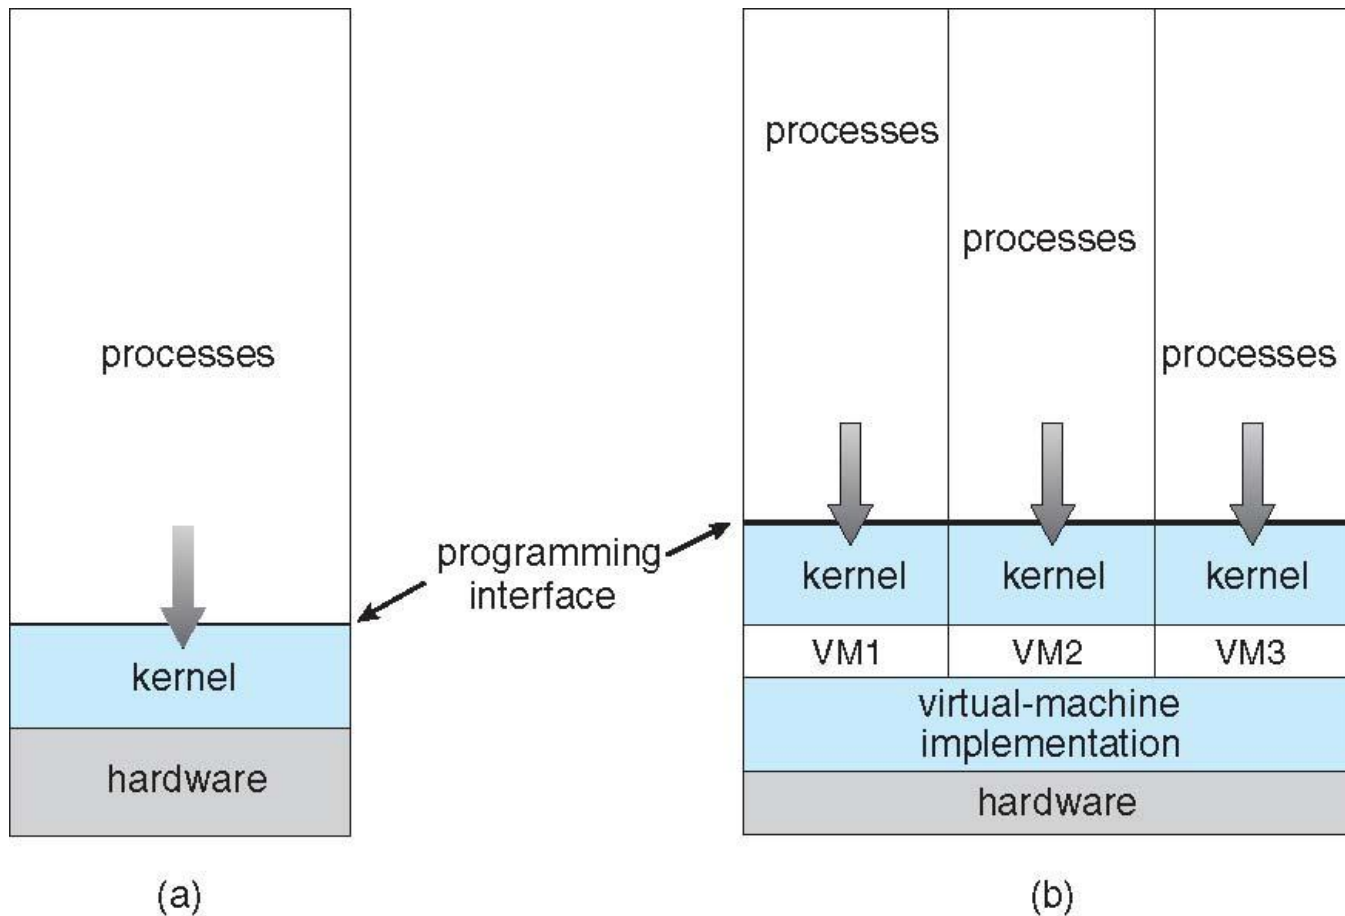 processes
kernel
hardware
(a)
programming
interface
processes
processes
processes
kernel
kernel
kernel
VM1
VM2
VM3
virtual-machine
implementation
hardware
(b)